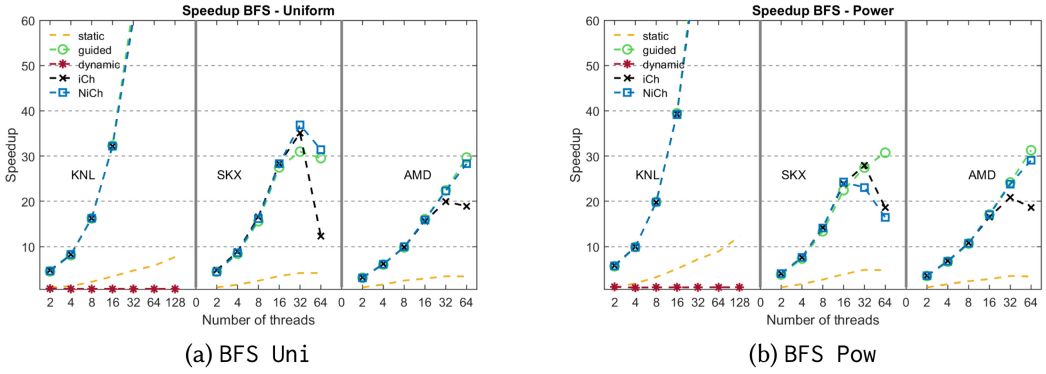 Speedup BFS - Uniform
60
50
40
30
20
10
Speedup
static
guided
dynamic
iCh
NiCh
KNL
SKX
AMD
2 4 8 16 32 64 128 0 2 4 8 16 32 64 0 2 4 8 16 32 64
Number of threads
(a) BFS Uni
Speedup BFS - Power
60
50
40
30
20
10
Speedup
static
guided
dynamic
iCh
NiCh
KNL
SKX
AMD
2 4 8 16 32 64 128 0 2 4 8 16 32 64 0 2 4 8 16 32 64
Number of threads
(b) BFS Pow